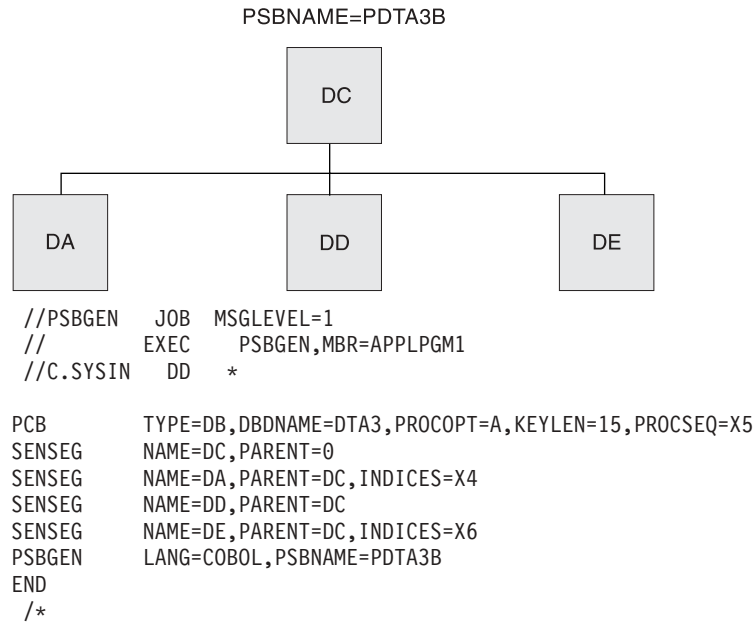 PSBNAME=PDTA3B
DC
DA
DD
DE
//PSBGEN   JOB  MSGLEVEL=1
//         EXEC    PSBGEN,MBR=APPLPGM1
//C.SYSIN   DD   *
PCB        TYPE=DB,DBDNAME=DTA3,PROCOPT=A,KEYLEN=15,PROCSEQ=X5
SENSEG     NAME=DC,PARENT=0
SENSEG     NAME=DA,PARENT=DC,INDICES=X4
SENSEG     NAME=DD,PARENT=DC
SENSEG     NAME=DE,PARENT=DC,INDICES=X6
PSBGEN     LANG=COBOL,PSBNAME=PDTA3B
END
/*